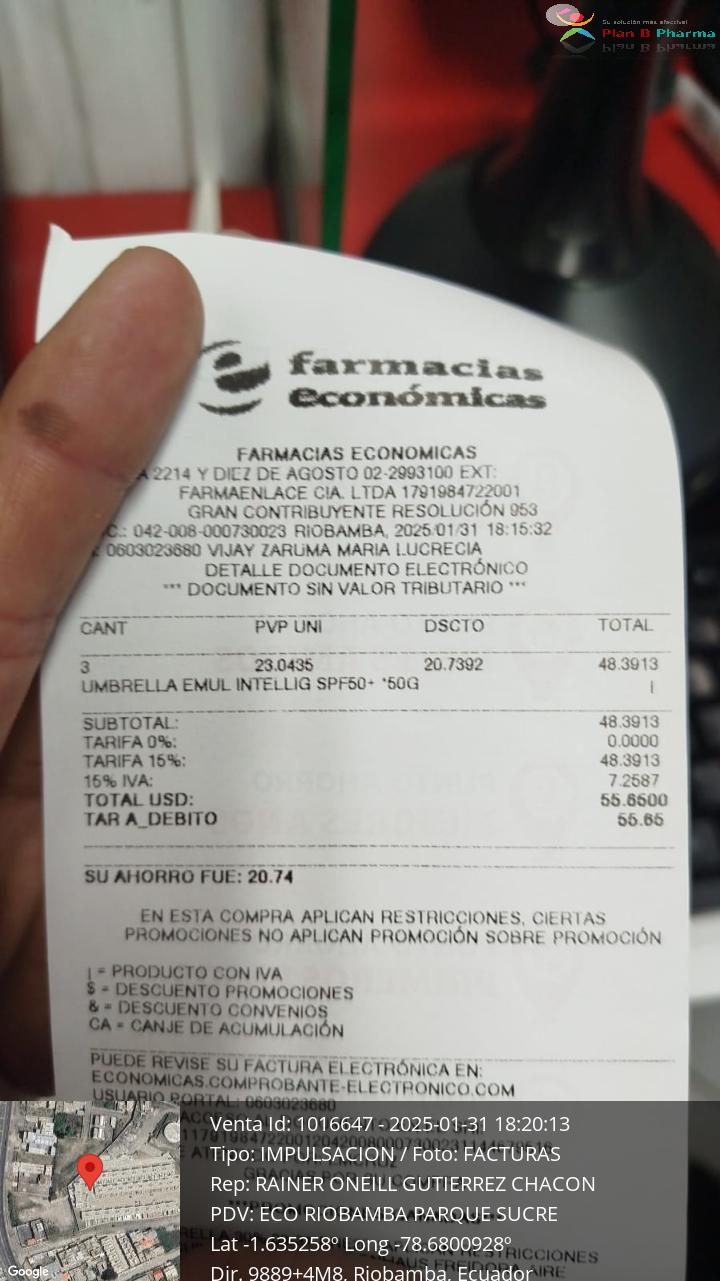 Su solución más efectiva!
Plan B Pharma
farmacias
económicas
FARMACIAS ECONOMICAS
2214 Y DIEZ DE AGOSTO 02-2993100 EXT:
FARMAENLACE CIA. LTDA 1791984722001
GRAN CONTRIBUYENTE RESOLUCIÓN 953
C.: 042-008-000730023 RIOBAMBA, 2025/01/31 18:15:32
0603023680 VIJAY ZARUMA MARIA LUCRECIA
DETALLE DOCUMENTO ELECTRÓNICO
*** DOCUMENTO SIN VALOR TRIBUTARIO ***
CANT PVP UNI DSCTO TOTAL
3 23.0435 20.7392 48.3913
UMBRELLA EMUL INTELLIG SPF50+ *50G |
SUBTOTAL: 48.3913
TARIFA 0%: 0.0000
TARIFA 15%: 48.3913
15% IVA: 7.2587
TOTAL USD: 55.6500
TAR A_DEBITO 55.65
SU AHORRO FUE: 20.74
EN ESTA COMPRA APLICAN RESTRICCIONES, CIERTAS
PROMOCIONES NO APLICAN PROMOCIÓN SOBRE PROMOCIÓN
| = PRODUCTO CON IVA
$ = DESCUENTO PROMOCIONES
& = DESCUENTO CONVENIOS
CA = CANJE DE ACUMULACIÓN
PUEDE REVISE SU FACTURA ELECTRÓNICA EN:
ECONOMICAS.COMPROBANTE-ELECTRONICO.COM
USUARIO PORTAL: 0603023680
Venta Id: 1016647 - 2025-01-31 18:20:13
Tipo: IMPULSACION / Foto: FACTURAS
Rep: RAINER ONEILL GUTIERREZ CHACON
PDV: ECO RIOBAMBA PARQUE SUCRE
Lat -1.635258º Long -78.6800928º
Dir. 9889+4M8, Riobamba, Ecuador
Google